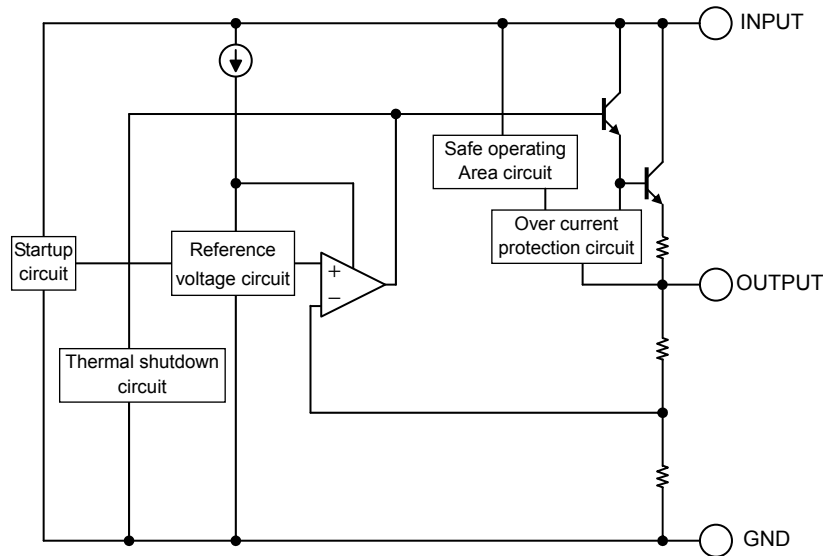 INPUT
Safe operating
Area circuit
Over current
protection circuit
Startup
circuit
Reference
voltage circuit
+
−
OUTPUT
Thermal shutdown
circuit
GND